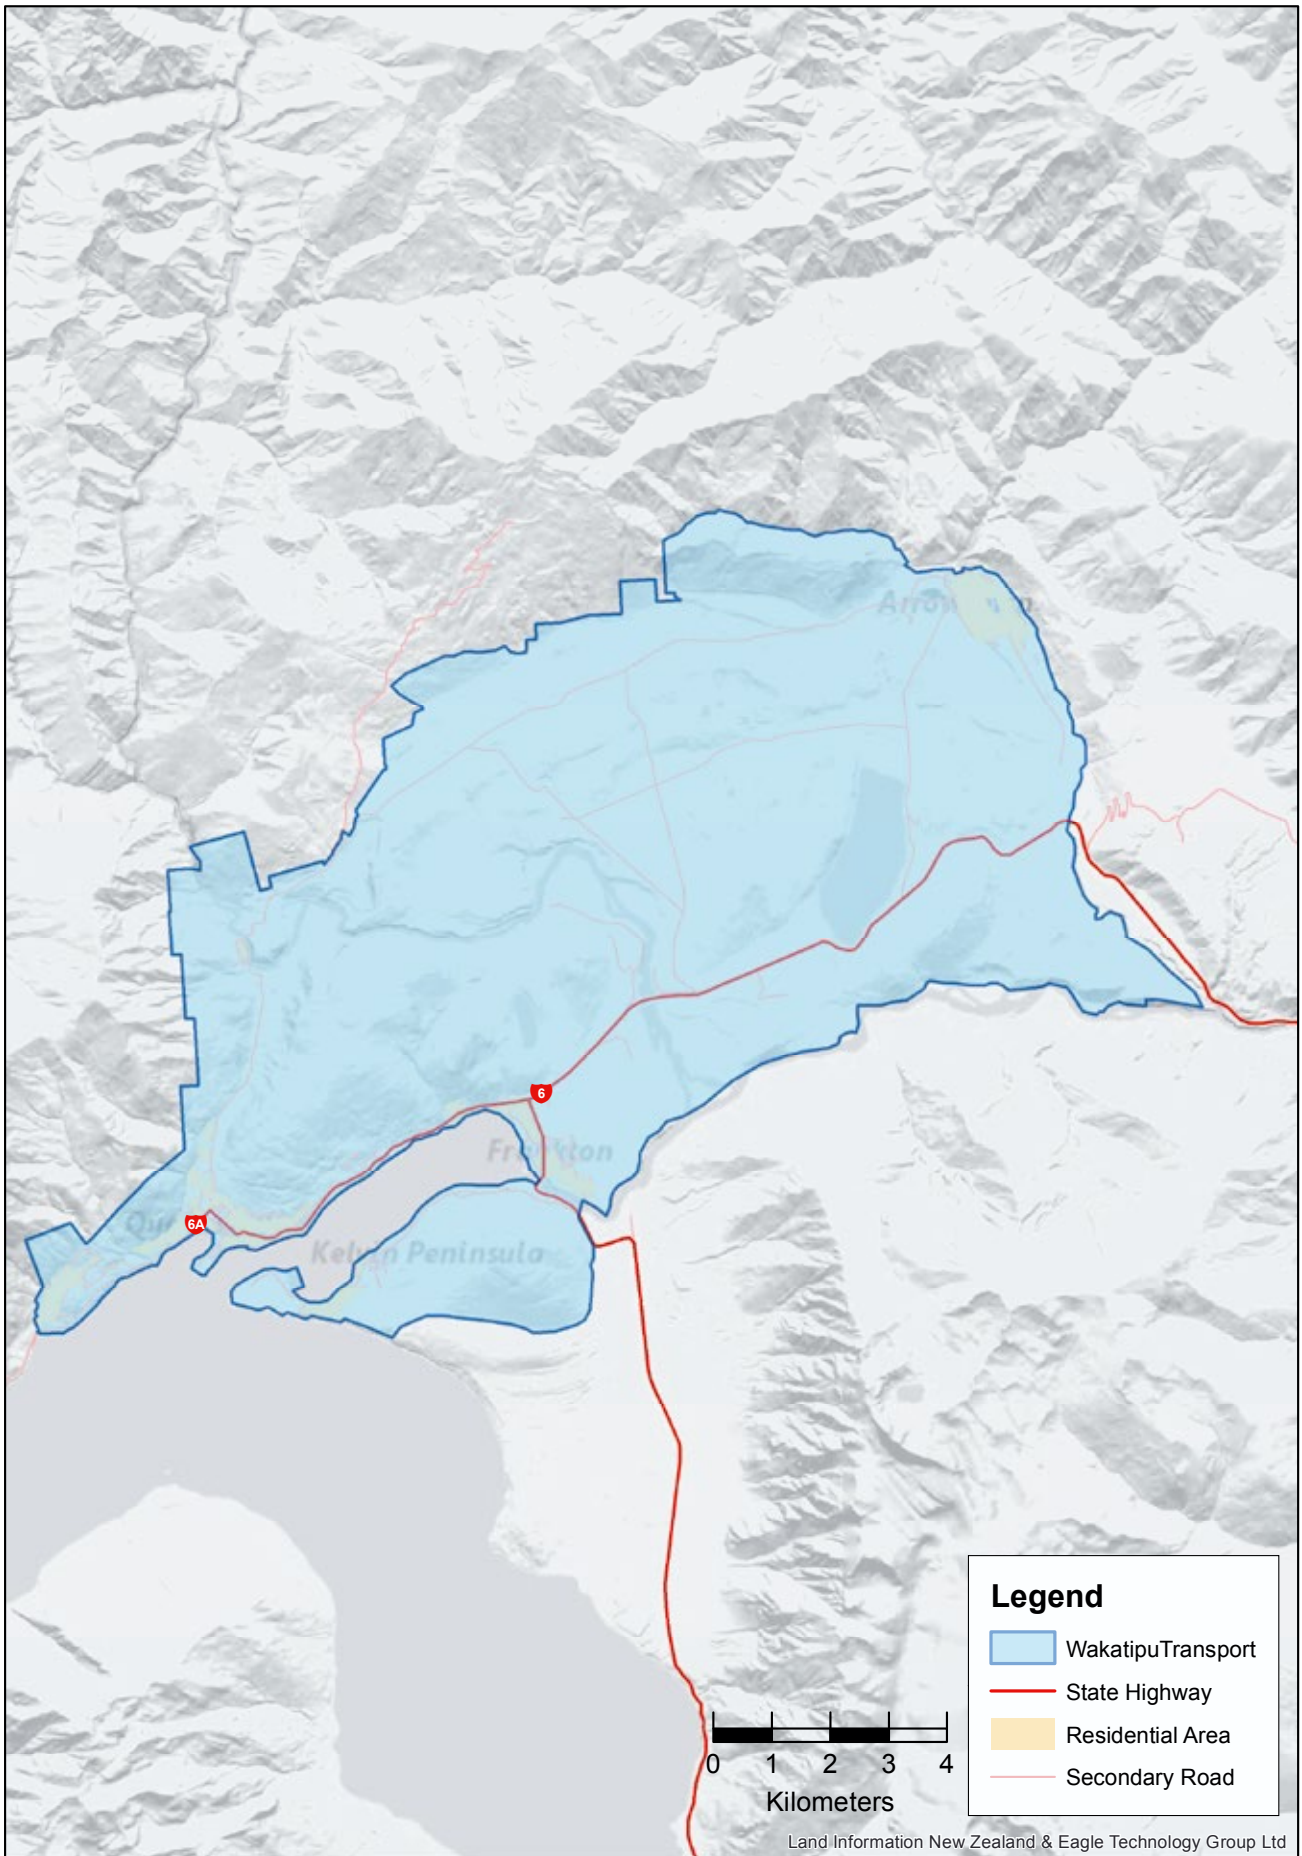 6
Kelvin Peninsula
6A
Legend
WakatipuTransport
State Highway
Residential Area
Secondary Road
0 1 2 3 4
Kilometers
Land Information New Zealand & Eagle Technology Group Ltd